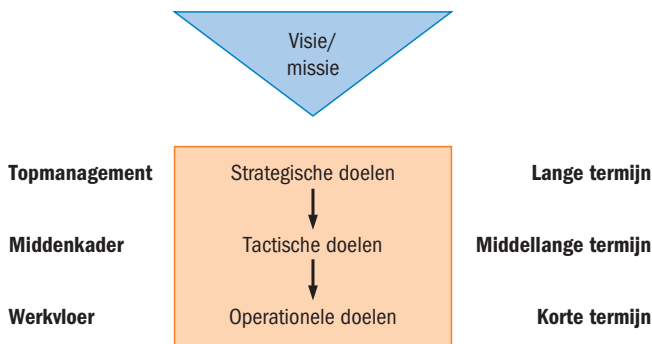 Visie/
missie
Topmanagement Strategische doelen Lange termijn
Middenkader Tactische doelen Middellange termijn
Werkvloer Operationele doelen Korte termijn